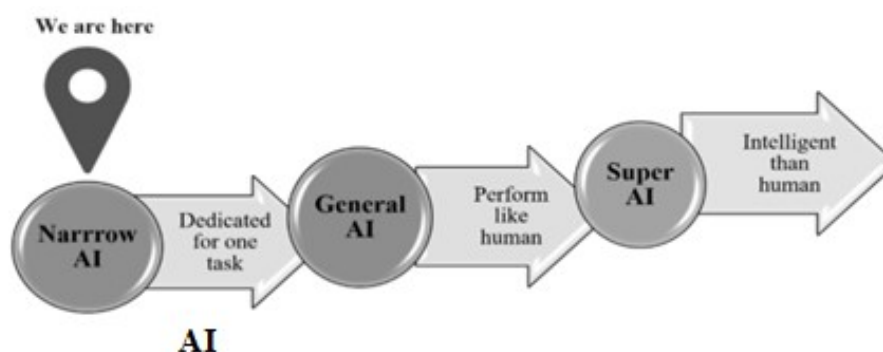 We are here
Narrrow
AI
Dedicated
for one
task
General
AI
Perform
like
human
Super
AI
Intelligent
than
human
AI